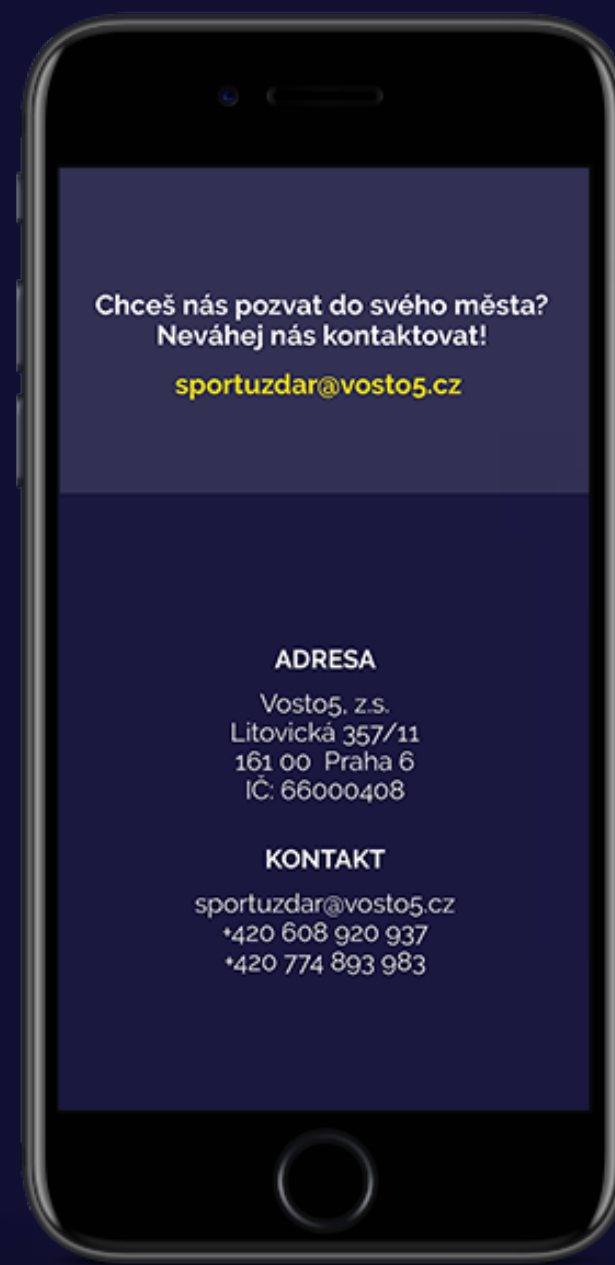 Chceš nás pozvat do svého města?
Neváhej nás kontaktovat!
sportuzdar@vosto5.cz
ADRESA
Vosto5, z.s.
Litovická 357/11
161 00 Praha 6
IČ: 66000408
KONTAKT
sportuzdar@vosto5.cz
+420 608 920 937
+420 774 893 983